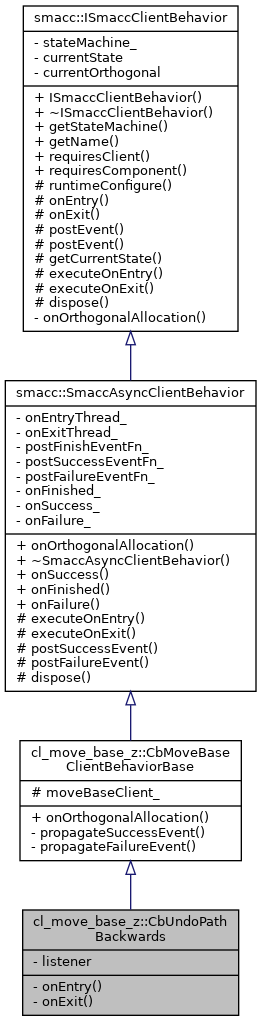 smacc::ISmaccClientBehavior
- stateMachine_
- currentState
- currentOrthogonal
+ ISmaccClientBehavior()
+ ~ISmaccClientBehavior()
+ getStateMachine()
+ getName()
+ requiresClient()
+ requiresComponent()
# runtimeConfigure()
# onEntry()
# onExit()
# postEvent()
# postEvent()
# getCurrentState()
# executeOnEntry()
# executeOnExit()
# dispose()
- onOrthogonalAllocation()
smacc::SmaccAsyncClientBehavior
- onEntryThread_
- onExitThread_
- postFinishEventFn_
- postSuccessEventFn_
- postFailureEventFn_
- onFinished_
- onSuccess_
- onFailure_
+ onOrthogonalAllocation()
+ ~SmaccAsyncClientBehavior()
+ onSuccess()
+ onFinished()
+ onFailure()
# executeOnEntry()
# executeOnExit()
# postSuccessEvent()
# postFailureEvent()
# dispose()
cl_move_base_z::CbMoveBase
ClientBehaviorBase
# moveBaseClient_
+ onOrthogonalAllocation()
- propagateSuccessEvent()
- propagateFailureEvent()
cl_move_base_z::CbUndoPath
Backwards
- listener
- onEntry()
- onExit()